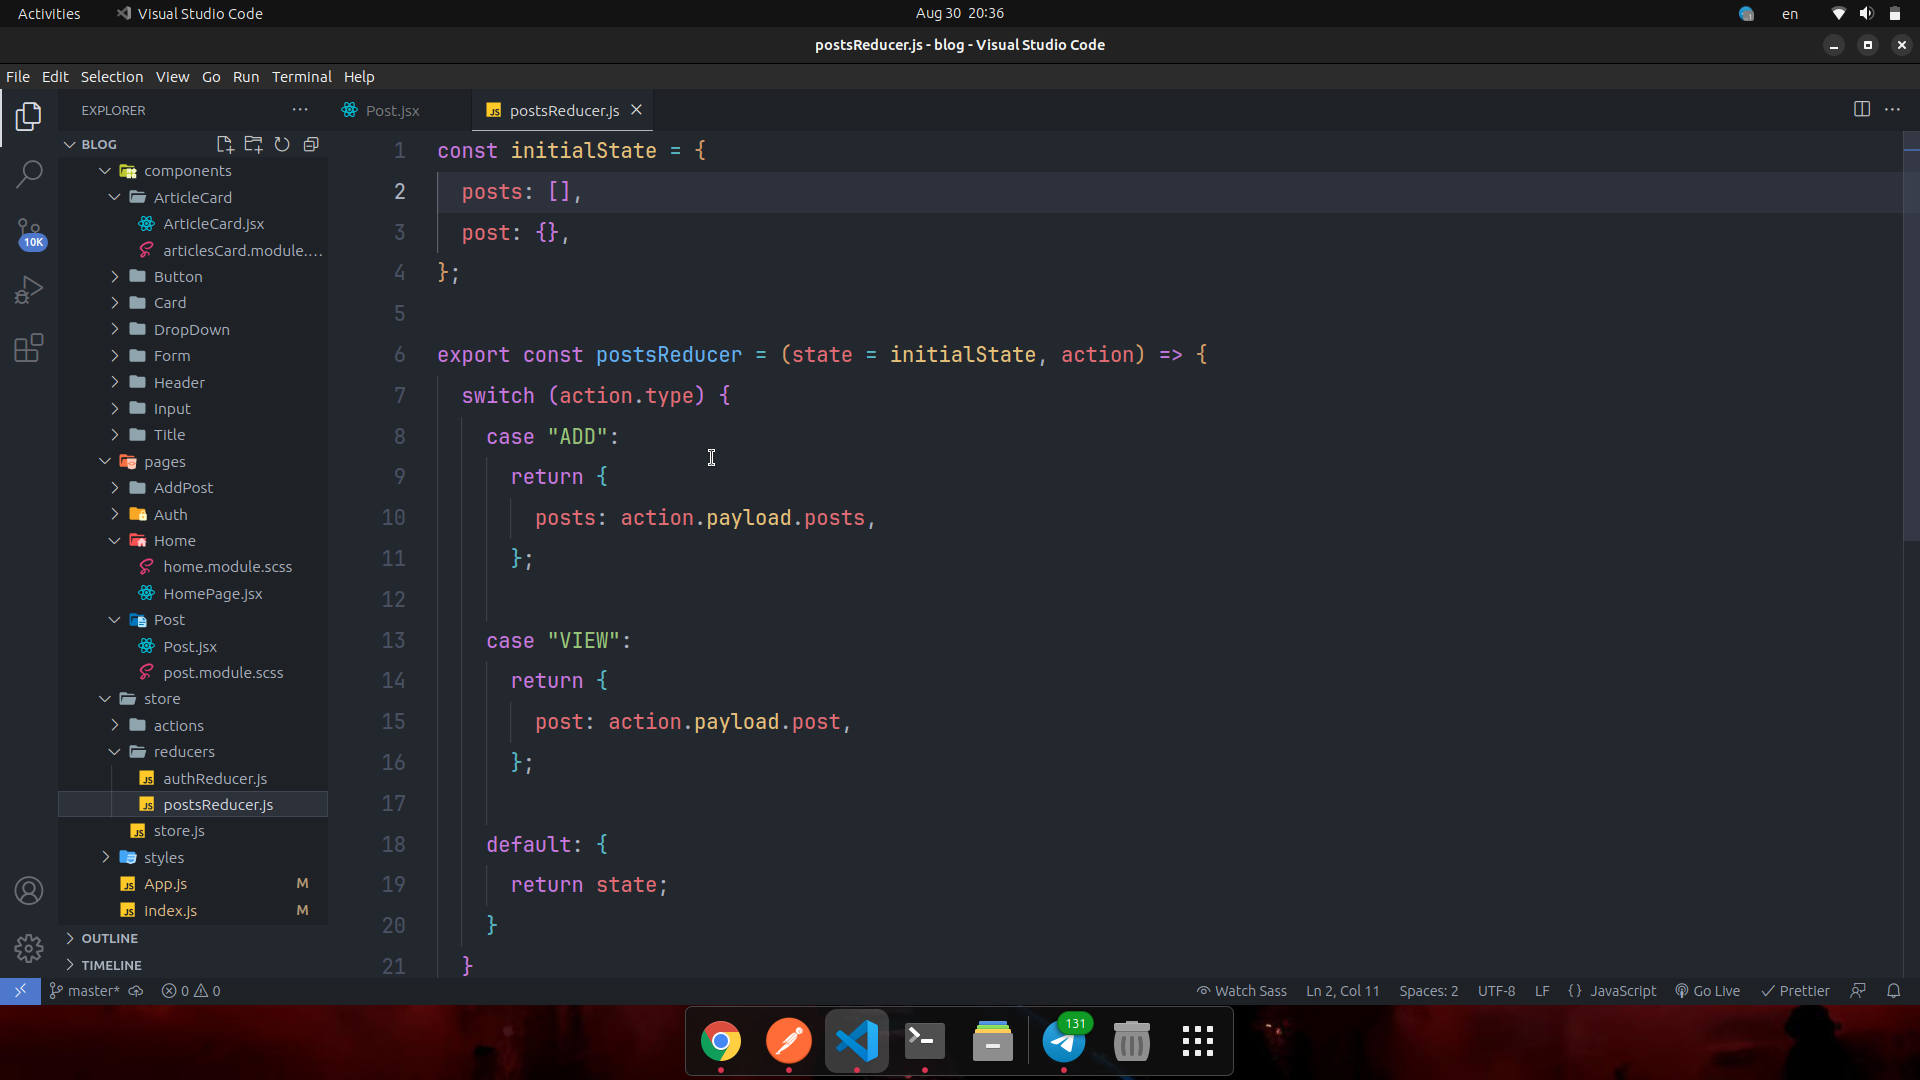 Activities
Visual Studio Code
Aug 30 20:36
en
postsReducer.js - blog - Visual Studio Code
File Edit Selection View Go Run Terminal Help
EXPLORER
Post.jsx
postsReducer.js
BLOG
components
ArticleCard
ArticleCard.jsx
articlesCard.module....
Button
Card
DropDown
Form
Header
Input
Title
pages
AddPost
Auth
Home
home.module.scss
HomePage.jsx
Post
Post.jsx
post.module.scss
store
actions
reducers
authReducer.js
postsReducer.js
store.js
styles
App.js M
index.js M
OUTLINE
TIMELINE
10K
1 const initialState = {
2 posts: [],
3 post: {},
4 };
5
6 export const postsReducer = (state = initialState, action) => {
7 switch (action.type) {
8 case "ADD":
9 return {
10 posts: action.payload.posts,
11 };
12
13 case "VIEW":
14 return {
15 post: action.payload.post,
16 };
17
18 default: {
19 return state;
20 }
21 }
master* 0 0
Watch Sass Ln 2, Col 11 Spaces: 2 UTF-8 LF {} JavaScript Go Live Prettier
131